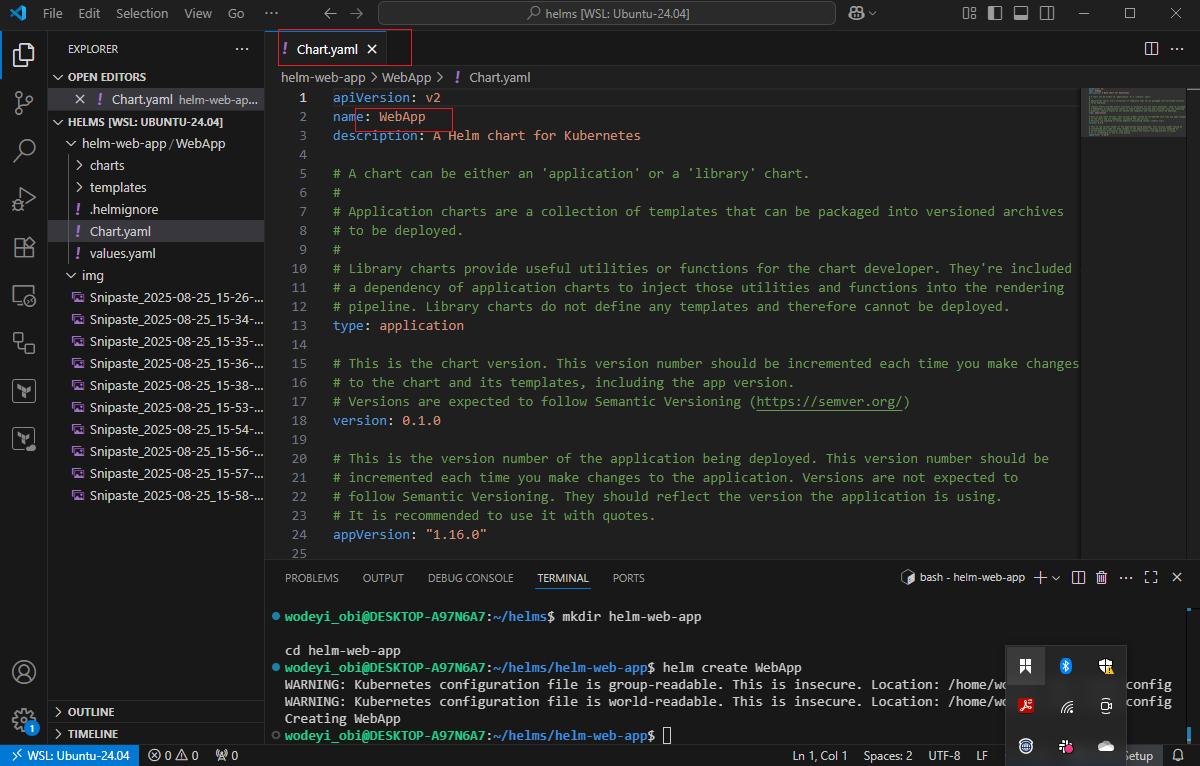 File Edit Selection View Go ··· helms [WSL: Ubuntu-24.04]
EXPLORER ···
OPEN EDITORS
Chart.yaml helm-web-ap...
HELMS [WSL: UBUNTU-24.04]
helm-web-app / WebApp
charts
templates
.helmignore
Chart.yaml
values.yaml
img
Snipaste_2025-08-25_15-26-...
Snipaste_2025-08-25_15-34-...
Snipaste_2025-08-25_15-35-...
Snipaste_2025-08-25_15-36-...
Snipaste_2025-08-25_15-38-...
Snipaste_2025-08-25_15-53-...
Snipaste_2025-08-25_15-54-...
Snipaste_2025-08-25_15-56-...
Snipaste_2025-08-25_15-57-...
Snipaste_2025-08-25_15-58-...
OUTLINE
TIMELINE
! Chart.yaml
helm-web-app > WebApp > ! Chart.yaml
1 apiVersion: v2
2 name: WebApp
3 description: A Helm chart for Kubernetes
4
5 # A chart can be either an 'application' or a 'library' chart.
6 #
7 # Application charts are a collection of templates that can be packaged into versioned archives
8 # to be deployed.
9 #
10 # Library charts provide useful utilities or functions for the chart developer. They're included
11 # a dependency of application charts to inject those utilities and functions into the rendering
12 # pipeline. Library charts do not define any templates and therefore cannot be deployed.
13 type: application
14
15 # This is the chart version. This version number should be incremented each time you make changes
16 # to the chart and its templates, including the app version.
17 # Versions are expected to follow Semantic Versioning (https://semver.org/)
18 version: 0.1.0
19
20 # This is the version number of the application being deployed. This version number should be
21 # incremented each time you make changes to the application. Versions are not expected to
22 # follow Semantic Versioning. They should reflect the version the application is using.
23 # It is recommended to use it with quotes.
24 appVersion: "1.16.0"
25
PROBLEMS OUTPUT DEBUG CONSOLE TERMINAL PORTS bash - helm-web-app
wodeyi_obi@DESKTOP-A97N6A7:~/helms$ mkdir helm-web-app
cd helm-web-app
wodeyi_obi@DESKTOP-A97N6A7:~/helms/helm-web-app$ helm create WebApp
WARNING: Kubernetes configuration file is group-readable. This is insecure. Location: /home/wo config
WARNING: Kubernetes configuration file is world-readable. This is insecure. Location: /home/wo config
Creating WebApp
wodeyi_obi@DESKTOP-A97N6A7:~/helms/helm-web-app$
1
WSL: Ubuntu-24.04 0 0 0 Ln 1, Col 1 Spaces: 2 UTF-8 LF Setup